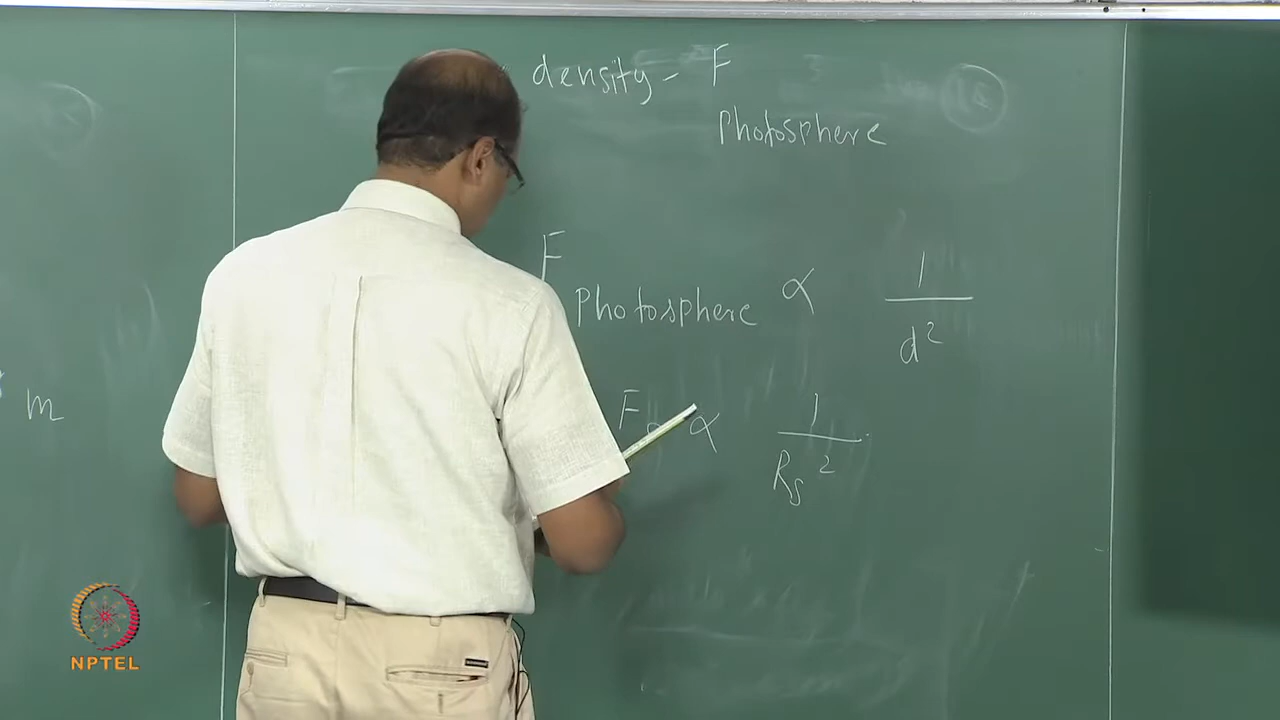 density - F
Photosphere
F
Photosphere ∝ 1/d²
m
F ∝ 1/Rs²
NPTEL